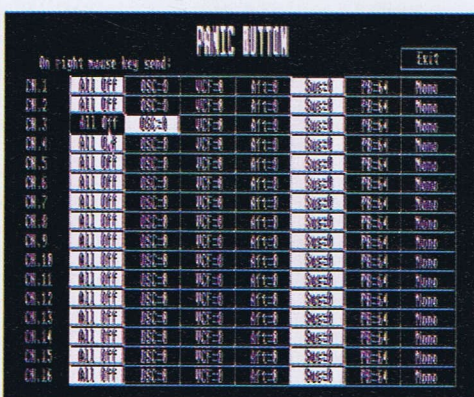 PANIC BUTTON
On right mouse key send:
Exit
CH.1 All Off OSC=0 VCF=0 Aft=0 Sus=0 PB=64 Mono
CH.2 All Off OSC=0 VCF=0 Aft=0 Sus=0 PB=64 Mono
CH.3 All Off OSC=0 VCF=0 Aft=0 Sus=0 PB=64 Mono
CH.4 All Off OSC=0 VCF=0 Aft=0 Sus=0 PB=64 Mono
CH.5 All Off OSC=0 VCF=0 Aft=0 Sus=0 PB=64 Mono
CH.6 All Off OSC=0 VCF=0 Aft=0 Sus=0 PB=64 Mono
CH.7 All Off OSC=0 VCF=0 Aft=0 Sus=0 PB=64 Mono
CH.8 All Off OSC=0 VCF=0 Aft=0 Sus=0 PB=64 Mono
CH.9 All Off OSC=0 VCF=0 Aft=0 Sus=0 PB=64 Mono
CH.10 All Off OSC=0 VCF=0 Aft=0 Sus=0 PB=64 Mono
CH.11 All Off OSC=0 VCF=0 Aft=0 Sus=0 PB=64 Mono
CH.12 All Off OSC=0 VCF=0 Aft=0 Sus=0 PB=64 Mono
CH.13 All Off OSC=0 VCF=0 Aft=0 Sus=0 PB=64 Mono
CH.14 All Off OSC=0 VCF=0 Aft=0 Sus=0 PB=64 Mono
CH.15 All Off OSC=0 VCF=0 Aft=0 Sus=0 PB=64 Mono
CH.16 All Off OSC=0 VCF=0 Aft=0 Sus=0 PB=64 Mono